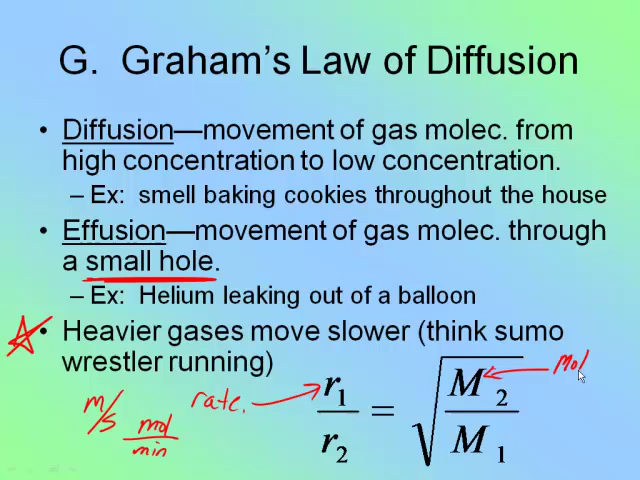 G. Graham's Law of Diffusion
• Diffusion—movement of gas molec. from
high concentration to low concentration.
– Ex: smell baking cookies throughout the house
• Effusion—movement of gas molec. through
a small hole.
– Ex: Helium leaking out of a balloon
• Heavier gases move slower (think sumo
wrestler running)
mol
m/s mol/min rate. r₁/r₂ = √(M₂/M₁)